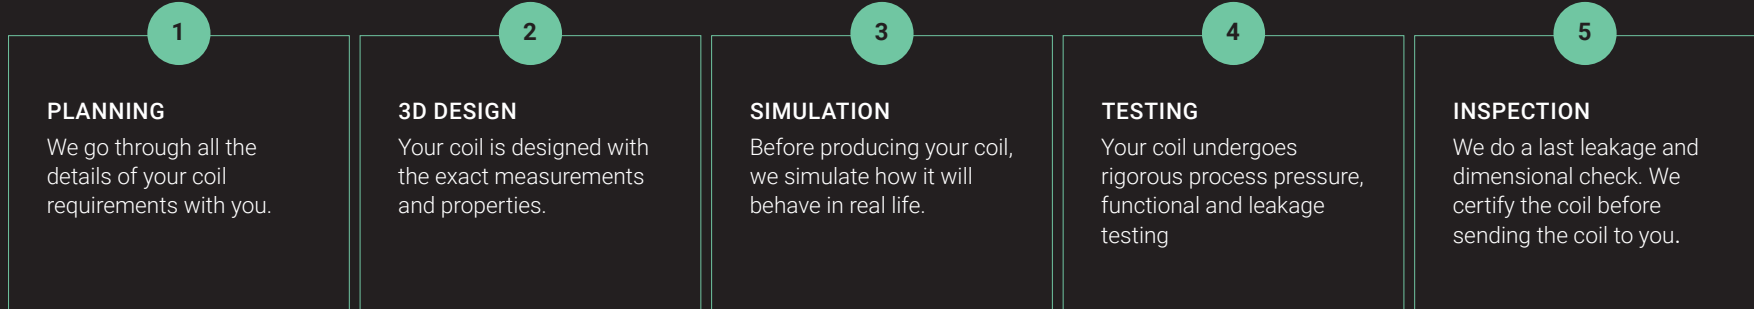 1
PLANNING
We go through all the
details of your coil
requirements with you.
2
3D DESIGN
Your coil is designed with
the exact measurements
and properties.
3
SIMULATION
Before producing your coil,
we simulate how it will
behave in real life.
4
TESTING
Your coil undergoes
rigorous process pressure,
functional and leakage
testing
5
INSPECTION
We do a last leakage and
dimensional check. We
certify the coil before
sending the coil to you.